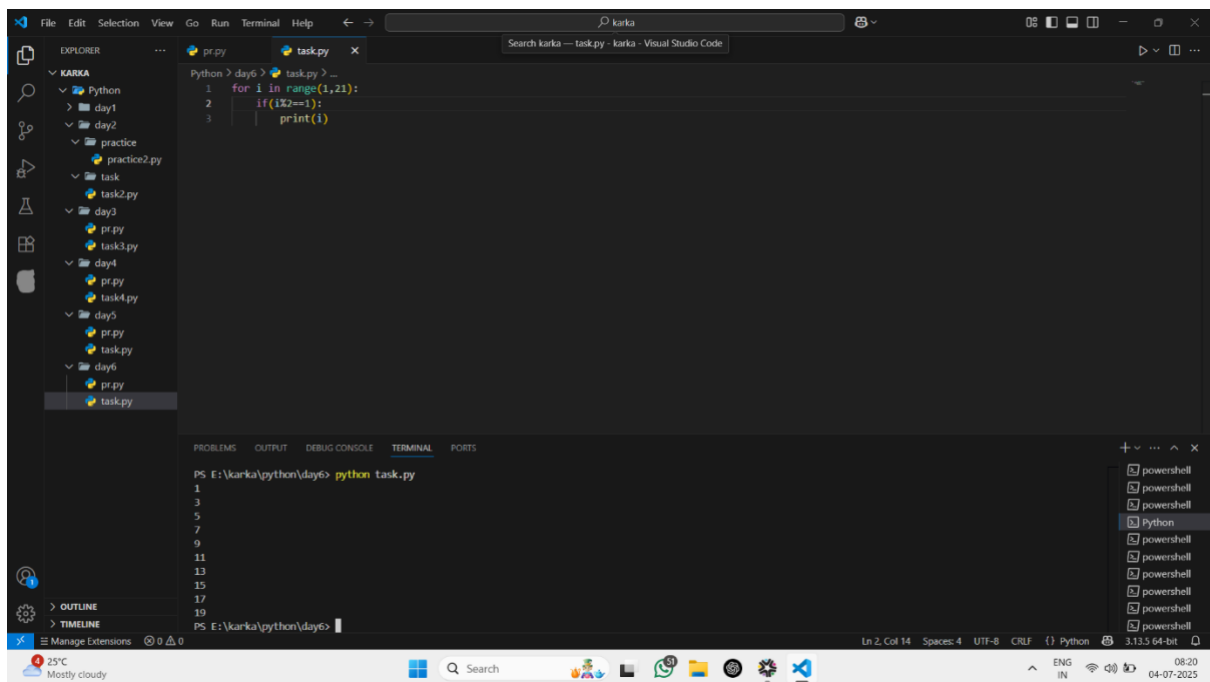 File Edit Selection View Go Run Terminal Help
karka
Search karka — task.py - karka - Visual Studio Code
EXPLORER
pr.py
task.py
KARKA
Python
day1
day2
practice
practice2.py
task
task2.py
day3
pr.py
task3.py
day4
pr.py
task4.py
day5
pr.py
task.py
day6
pr.py
task.py
OUTLINE
TIMELINE
Python > day6 > task.py > ...
1 for i in range(1,21):
2 if(i%2==1):
3 print(i)
PROBLEMS OUTPUT DEBUG CONSOLE TERMINAL PORTS
PS E:\karka\python\day6> python task.py
1
3
5
7
9
11
13
15
17
19
PS E:\karka\python\day6>
powershell
powershell
powershell
Python
powershell
powershell
powershell
powershell
powershell
powershell
1
Manage Extensions 0 0 Ln 2, Col 14 Spaces: 4 UTF-8 CRLF {} Python 3.13.5 64-bit
4
25°C
Mostly cloudy
Search
51
ENG
IN
08:20
04-07-2025